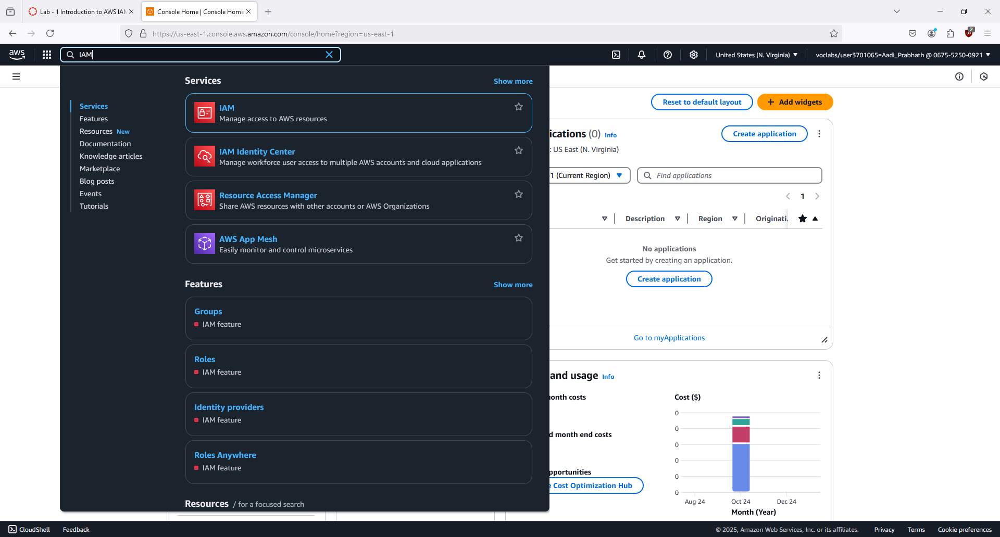 Lab - 1 Introduction to AWS IAM
Console Home | Console Home
https://us-east-1.console.aws.amazon.com/console/home?region=us-east-1
2
aws
IAM
United States (N. Virginia)
voclabs/user3701065=Aadi_Prabhath @ 0675-5250-0921
Services
Features
Resources New
Documentation
Knowledge articles
Marketplace
Blog posts
Events
Tutorials
Services
Show more
IAM
Manage access to AWS resources
IAM Identity Center
Manage workforce user access to multiple AWS accounts and cloud applications
Resource Access Manager
Share AWS resources with other accounts or AWS Organizations
AWS App Mesh
Easily monitor and control microservices
Features
Show more
Groups
IAM feature
Roles
IAM feature
Identity providers
IAM feature
Roles Anywhere
IAM feature
Resources / for a focused search
Reset to default layout
Add widgets
ications (0) Info
Create application
: US East (N. Virginia)
-1 (Current Region)
Find applications
1
Description
Region
Originati.
No applications
Get started by creating an application.
Create application
Go to myApplications
and usage Info
onth costs
d month end costs
pportunities
e Cost Optimization Hub
Cost ($)
0
0
0
0
0
0
Aug 24
Oct 24
Dec 24
Month (Year)
CloudShell
Feedback
© 2025, Amazon Web Services, Inc. or its affiliates.
Privacy
Terms
Cookie preferences